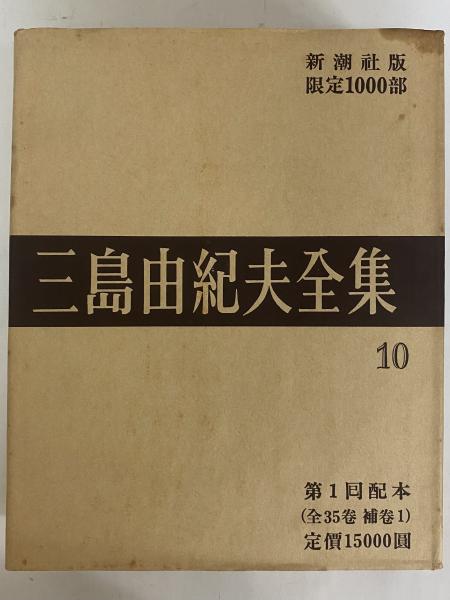 新潮社版
限定1000部
三島由紀夫全集
10
第1回配本
(全35巻 補巻1)
定價15000圓